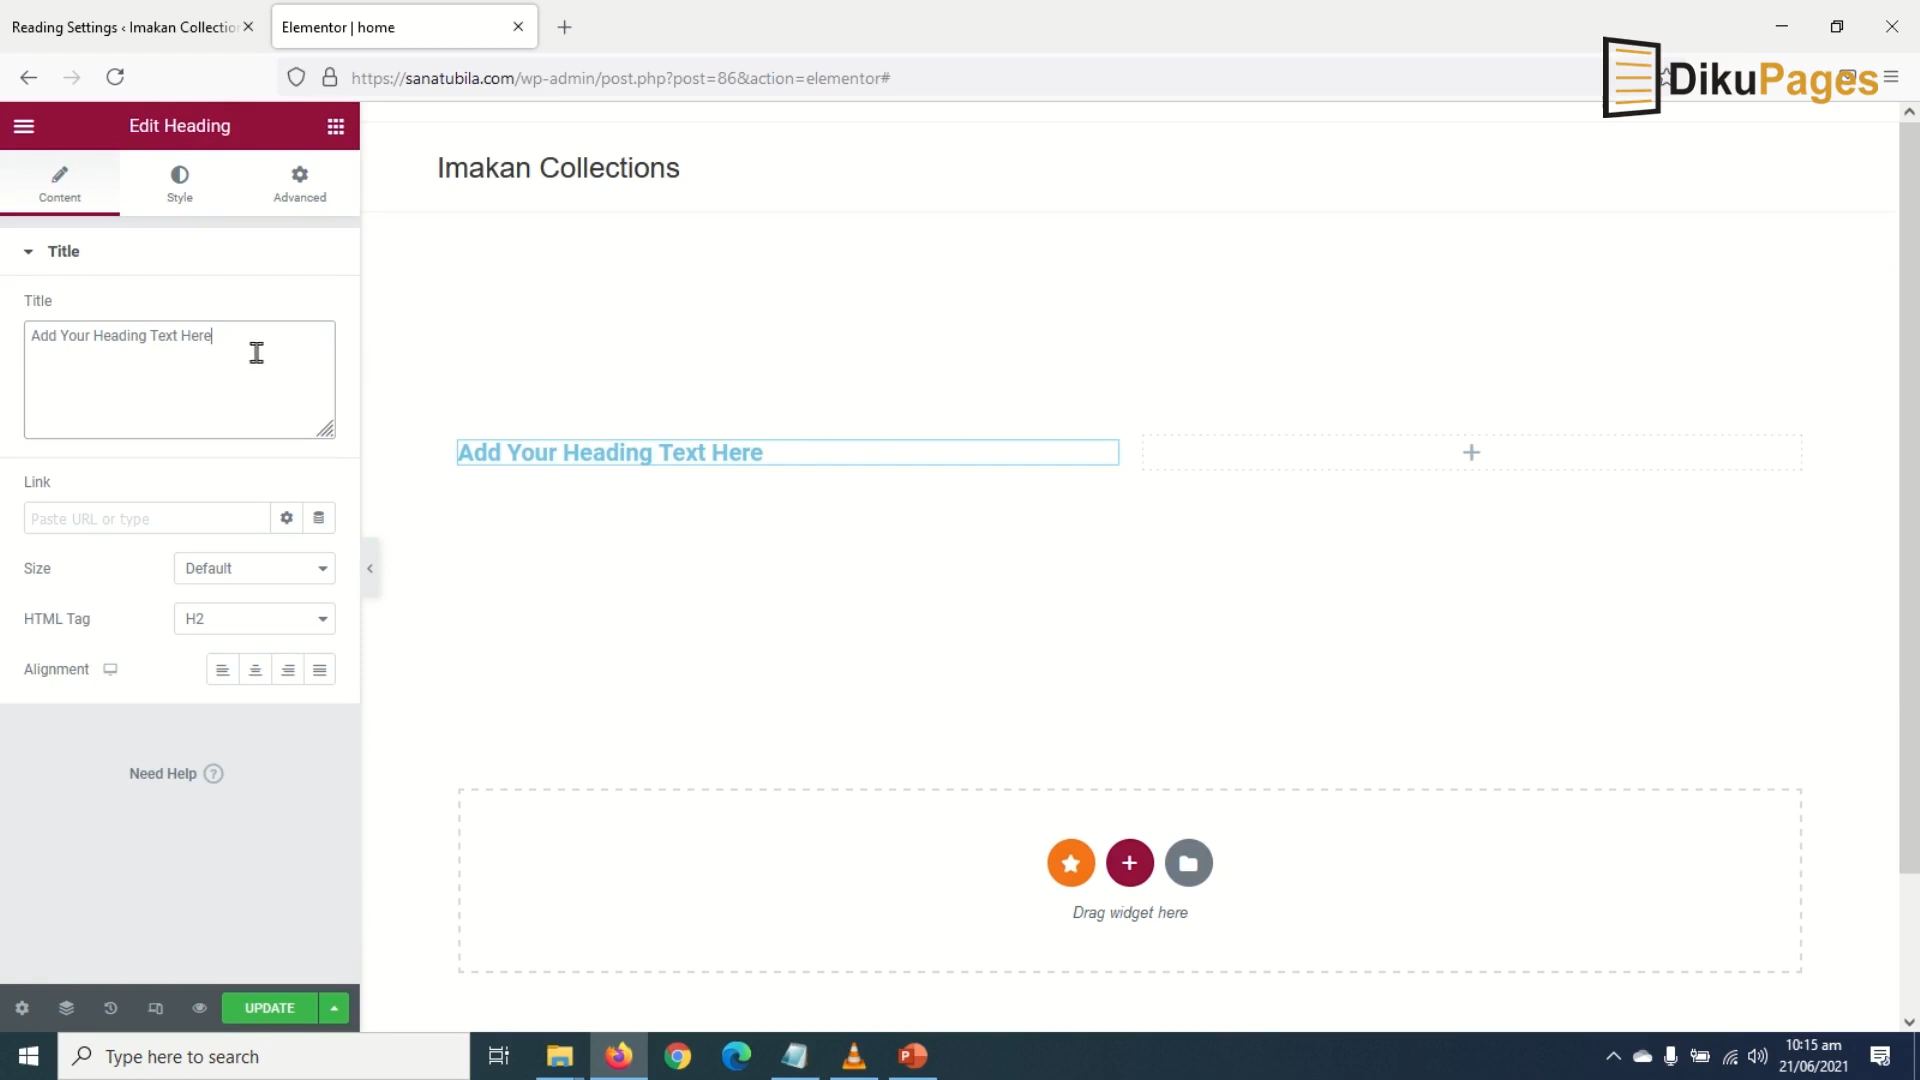 Reading Settings ‹ Imakan Collectio
Elementor | home
https://sanatubila.com/wp-admin/post.php?post=86&action=elementor#
DikuPages
Edit Heading
Content
Style
Advanced
Imakan Collections
Title
Title
Add Your Heading Text Here
Add Your Heading Text Here
Link
Paste URL or type
Size
Default
HTML Tag
H2
Alignment
Need Help ?
Drag widget here
UPDATE
Type here to search
10:15 am
21/06/2021